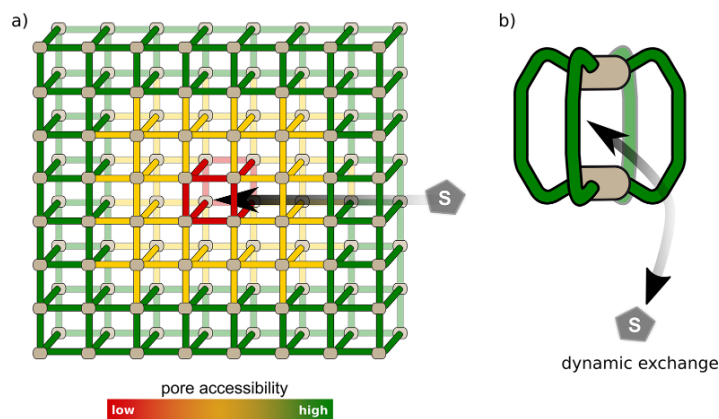 a)
b)
S
S
dynamic exchange
pore accessibility
low high